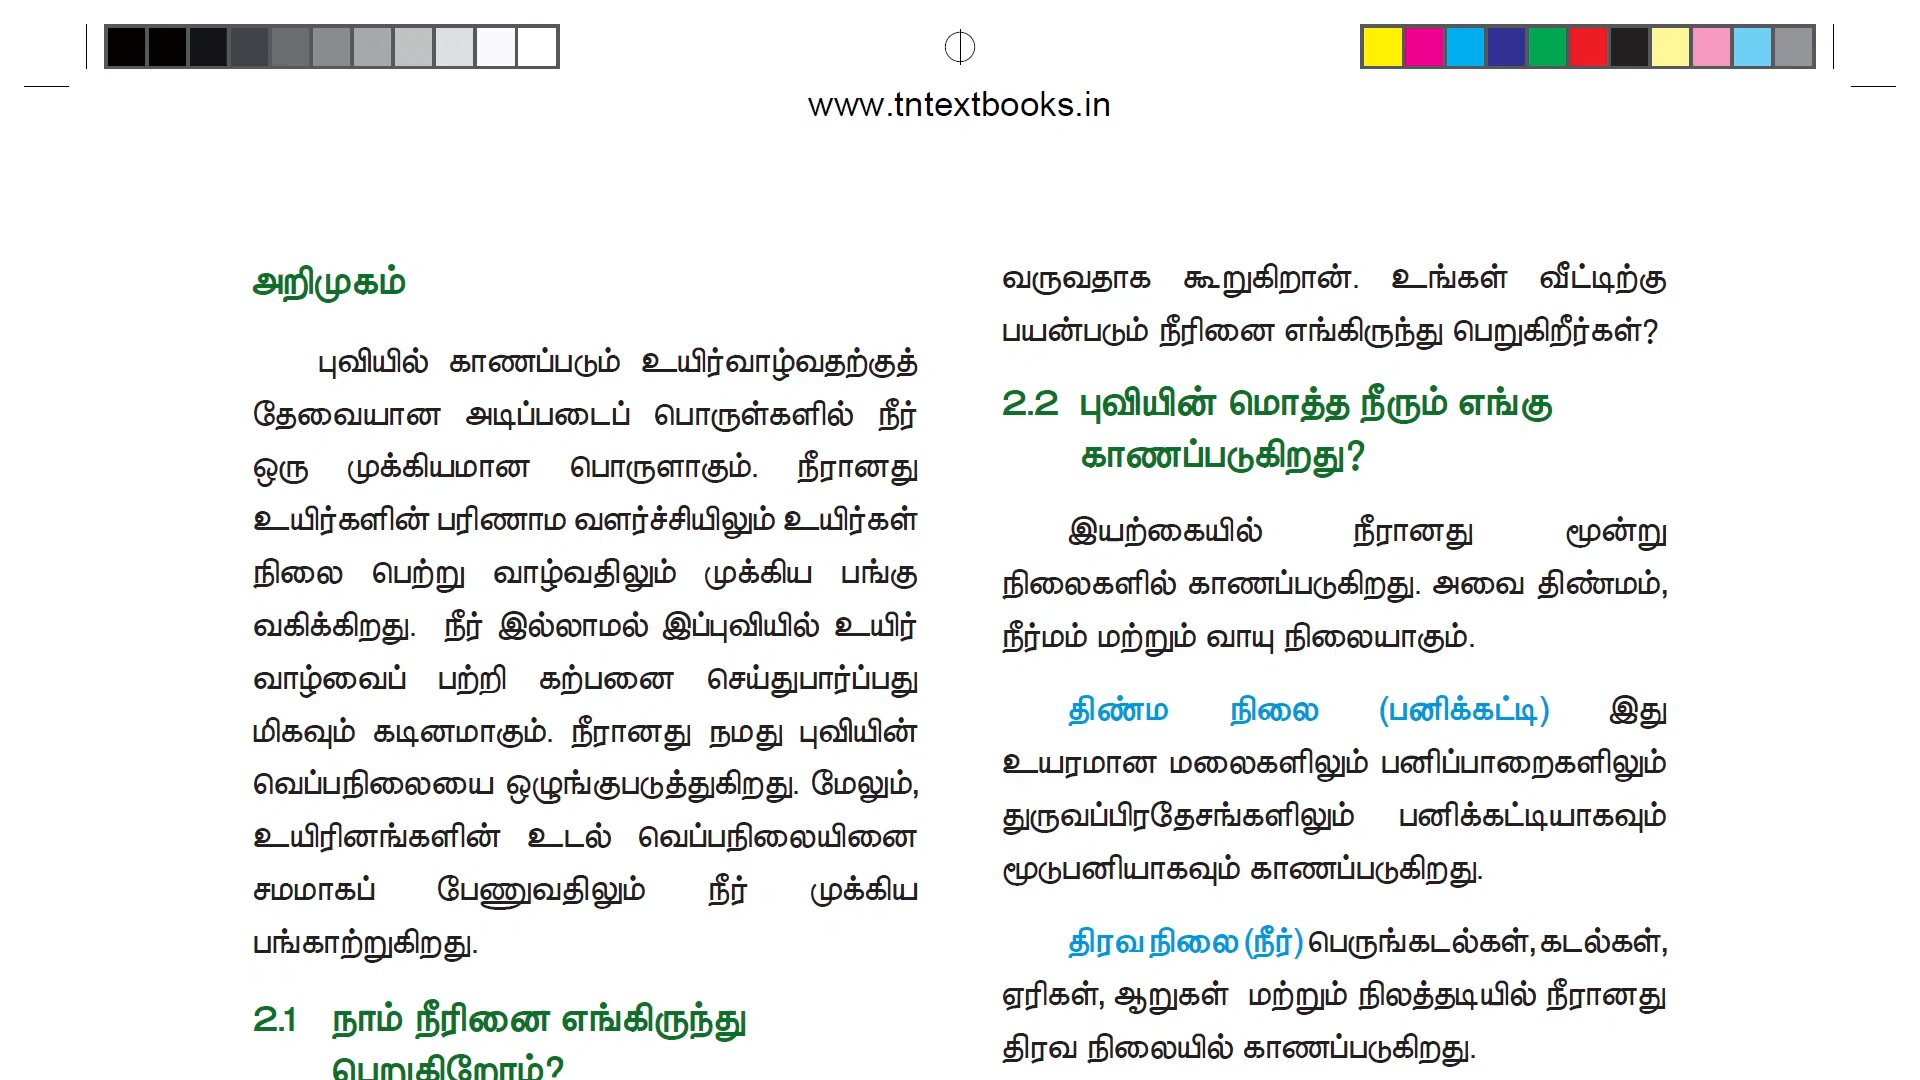 www.tntextbooks.in
அறிமுகம்
புவியில் காணப்படும் உயிர்வாழ்வதற்குத்
தேவையான அடிப்படைப் பொருள்களில் நீர்
ஒரு முக்கியமான பொருளாகும். நீரானது
உயிர்களின் பரிணாம வளர்ச்சியிலும் உயிர்கள்
நிலை பெற்று வாழ்வதிலும் முக்கிய பங்கு
வகிக்கிறது. நீர் இல்லாமல் இப்புவியில் உயிர்
வாழ்வைப் பற்றி கற்பனை செய்துபார்ப்பது
மிகவும் கடினமாகும். நீரானது நமது புவியின்
வெப்பநிலையை ஒழுங்குபடுத்துகிறது. மேலும்,
உயிரினங்களின் உடல் வெப்பநிலையினை
சமமாகப் பேணுவதிலும் நீர் முக்கிய
பங்காற்றுகிறது.
2.1 நாம் நீரினை எங்கிருந்து
பெறுகிறோம்?
வருவதாக கூறுகிறான். உங்கள் வீட்டிற்கு
பயன்படும் நீரினை எங்கிருந்து பெறுகிறீர்கள்?
2.2 புவியின் மொத்த நீரும் எங்கு
காணப்படுகிறது?
இயற்கையில் நீரானது மூன்று
நிலைகளில் காணப்படுகிறது. அவை திண்மம்,
நீர்மம் மற்றும் வாயு நிலையாகும்.
திண்ம நிலை (பனிக்கட்டி) இது
உயரமான மலைகளிலும் பனிப்பாறைகளிலும்
துருவப்பிரதேசங்களிலும் பனிக்கட்டியாகவும்
மூடுபனியாகவும் காணப்படுகிறது.
திரவ நிலை (நீர்) பெருங்கடல்கள், கடல்கள்,
ஏரிகள், ஆறுகள் மற்றும் நிலத்தடியில் நீரானது
திரவ நிலையில் காணப்படுகிறது.